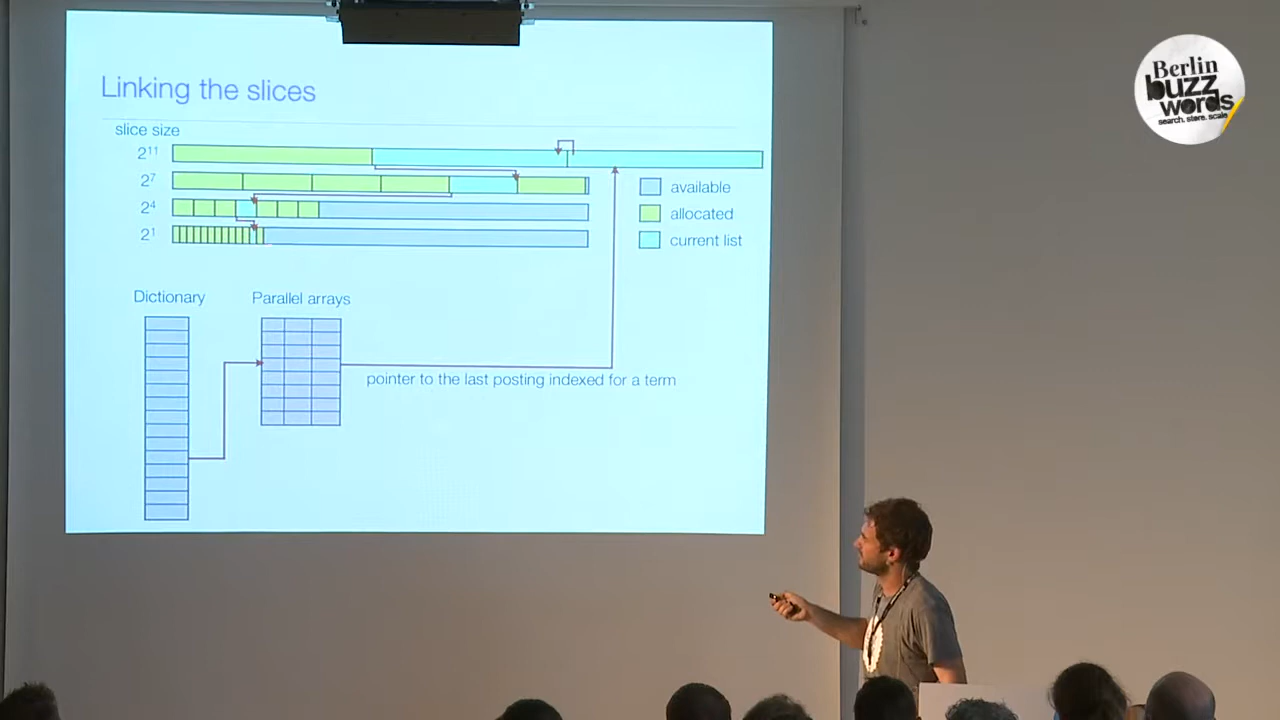 Linking the slices
slice size
2¹¹
2⁷
2⁴
2¹
available
allocated
current list
Dictionary
Parallel arrays
pointer to the last posting indexed for a term
Berlin
buzz
words
search. store. scale